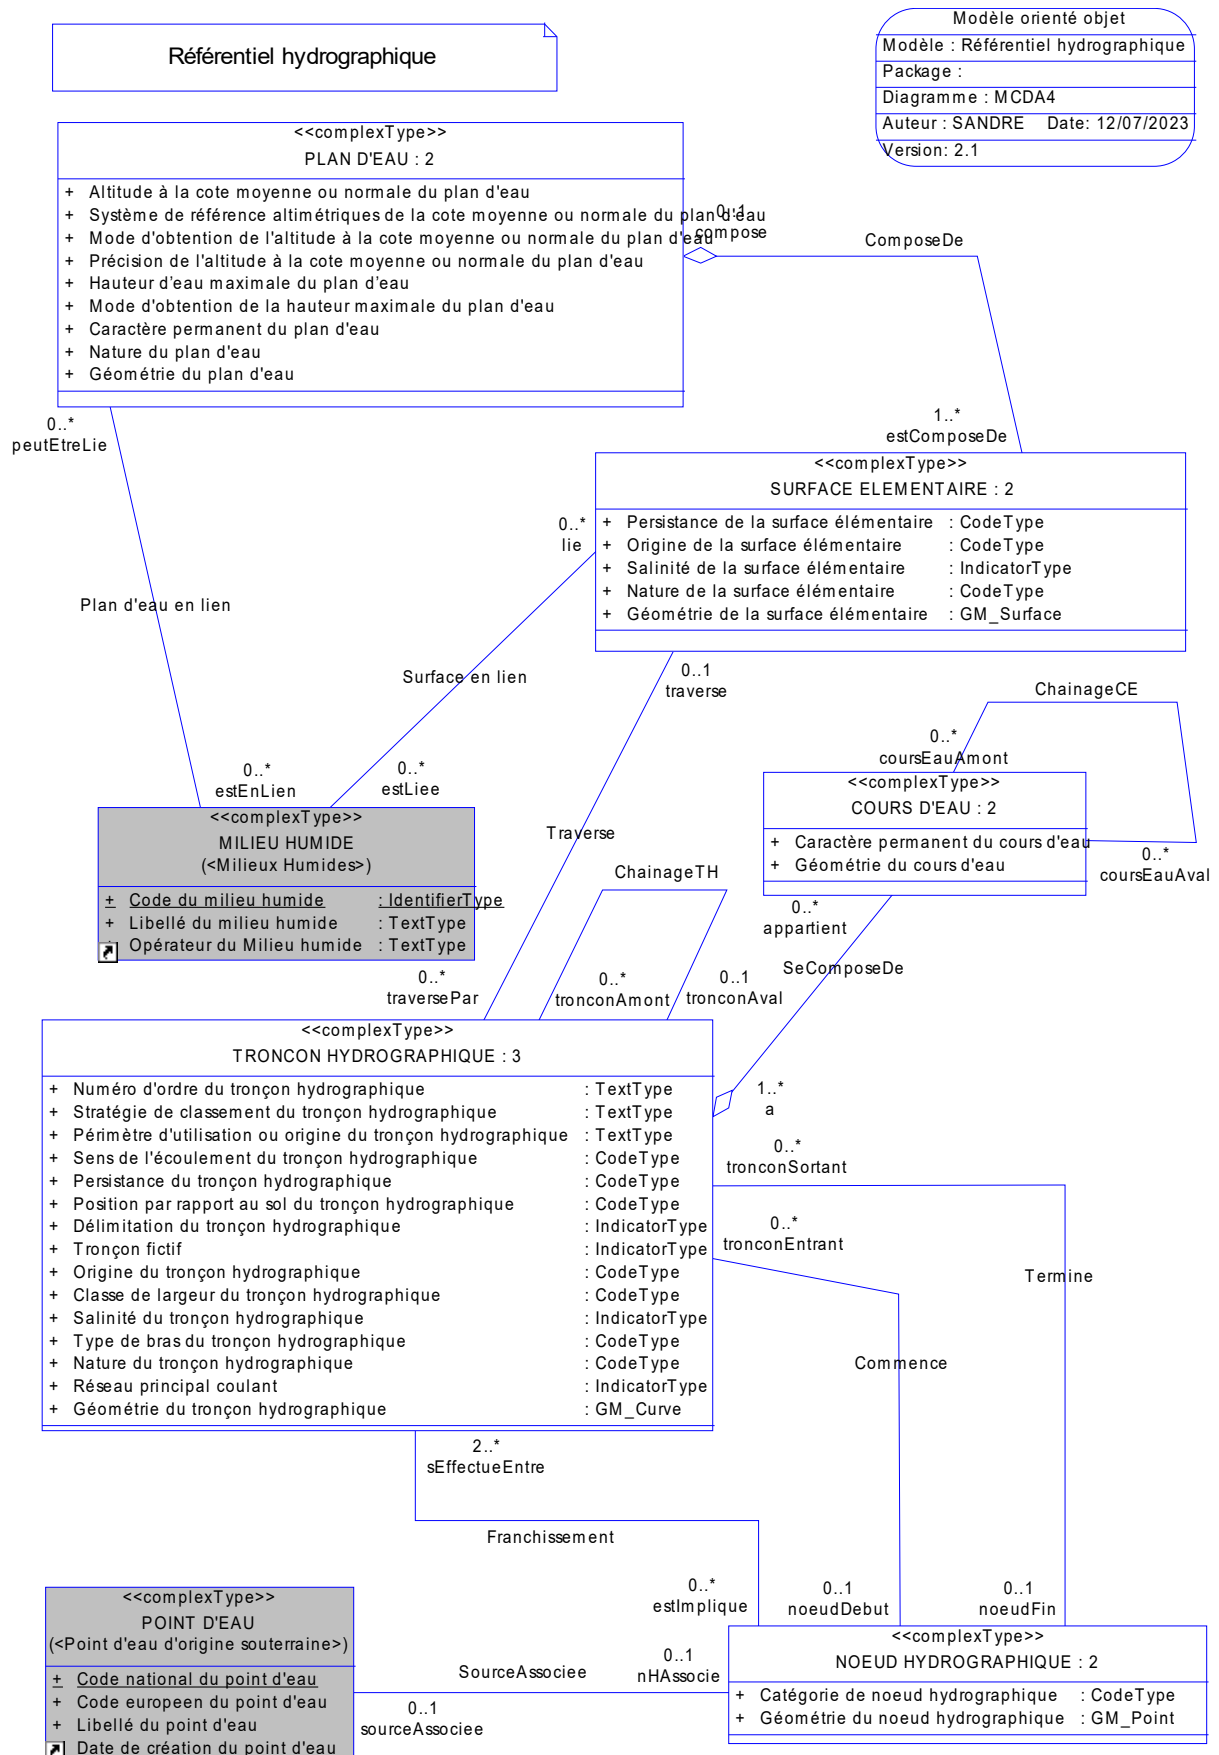 Référentiel hydrographique
Modèle orienté objet
Modèle : Référentiel hydrographique
Package :
Diagramme : MCDA4
Auteur : SANDRE Date: 12/07/2023
Version: 2.1
<<complexType>>
PLAN D'EAU : 2
+ Altitude à la cote moyenne ou normale du plan d'eau
+ Système de référence altimétriques de la cote moyenne ou normale du plan d'eau
+ Mode d'obtention de l'altitude à la cote moyenne ou normale du plan d'eau
+ Précision de l'altitude à la cote moyenne ou normale du plan d'eau
+ Hauteur d’eau maximale du plan d’eau
+ Mode d'obtention de la hauteur maximale du plan d'eau
+ Caractère permanent du plan d'eau
+ Nature du plan d'eau
+ Géométrie du plan d'eau
0..1
compose
ComposeDe
0..*
peutEtreLie
1..*
estComposeDe
<<complexType>>
SURFACE ELEMENTAIRE : 2
+ Persistance de la surface élémentaire : CodeType
+ Origine de la surface élémentaire : CodeType
+ Salinité de la surface élémentaire : IndicatorType
+ Nature de la surface élémentaire : CodeType
+ Géométrie de la surface élémentaire : GM_Surface
0..*
lie
Plan d'eau en lien
Surface en lien
0..1
traverse
ChainageCE
0..*
coursEauAmont
0..*
estEnLien
0..*
estLiee
<<complexType>>
COURS D'EAU : 2
+ Caractère permanent du cours d'eau
+ Géométrie du cours d'eau
0..*
coursEauAval
<<complexType>>
MILIEU HUMIDE
(<Milieux Humides>)
+ Code du milieu humide : IdentifierType
+ Libellé du milieu humide : TextType
+ Opérateur du Milieu humide : TextType
Traverse
ChainageTH
0..*
appartient
SeComposeDe
0..*
traversePar
0..*
tronconAmont
0..1
tronconAval
<<complexType>>
TRONCON HYDROGRAPHIQUE : 3
+ Numéro d'ordre du tronçon hydrographique : TextType
+ Stratégie de classement du tronçon hydrographique : TextType
+ Périmètre d'utilisation ou origine du tronçon hydrographique : TextType
+ Sens de l'écoulement du tronçon hydrographique : CodeType
+ Persistance du tronçon hydrographique : CodeType
+ Position par rapport au sol du tronçon hydrographique : CodeType
+ Délimitation du tronçon hydrographique : IndicatorType
+ Tronçon fictif : IndicatorType
+ Origine du tronçon hydrographique : CodeType
+ Classe de largeur du tronçon hydrographique : CodeType
+ Salinité du tronçon hydrographique : IndicatorType
+ Type de bras du tronçon hydrographique : CodeType
+ Nature du tronçon hydrographique : CodeType
+ Réseau principal coulant : IndicatorType
+ Géométrie du tronçon hydrographique : GM_Curve
1..*
a
0..*
tronconSortant
0..*
tronconEntrant
Termine
Commence
2..*
sEffectueEntre
Franchissement
0..*
estImplique
0..1
noeudDebut
0..1
noeudFin
<<complexType>>
POINT D'EAU
(<Point d'eau d'origine souterraine>)
+ Code national du point d'eau
+ Code europeen du point d'eau
+ Libellé du point d'eau
Date de création du point d'eau
SourceAssociee
0..1
sourceAssociee
0..1
nHAssocie
<<complexType>>
NOEUD HYDROGRAPHIQUE : 2
+ Catégorie de noeud hydrographique : CodeType
+ Géométrie du noeud hydrographique : GM_Point